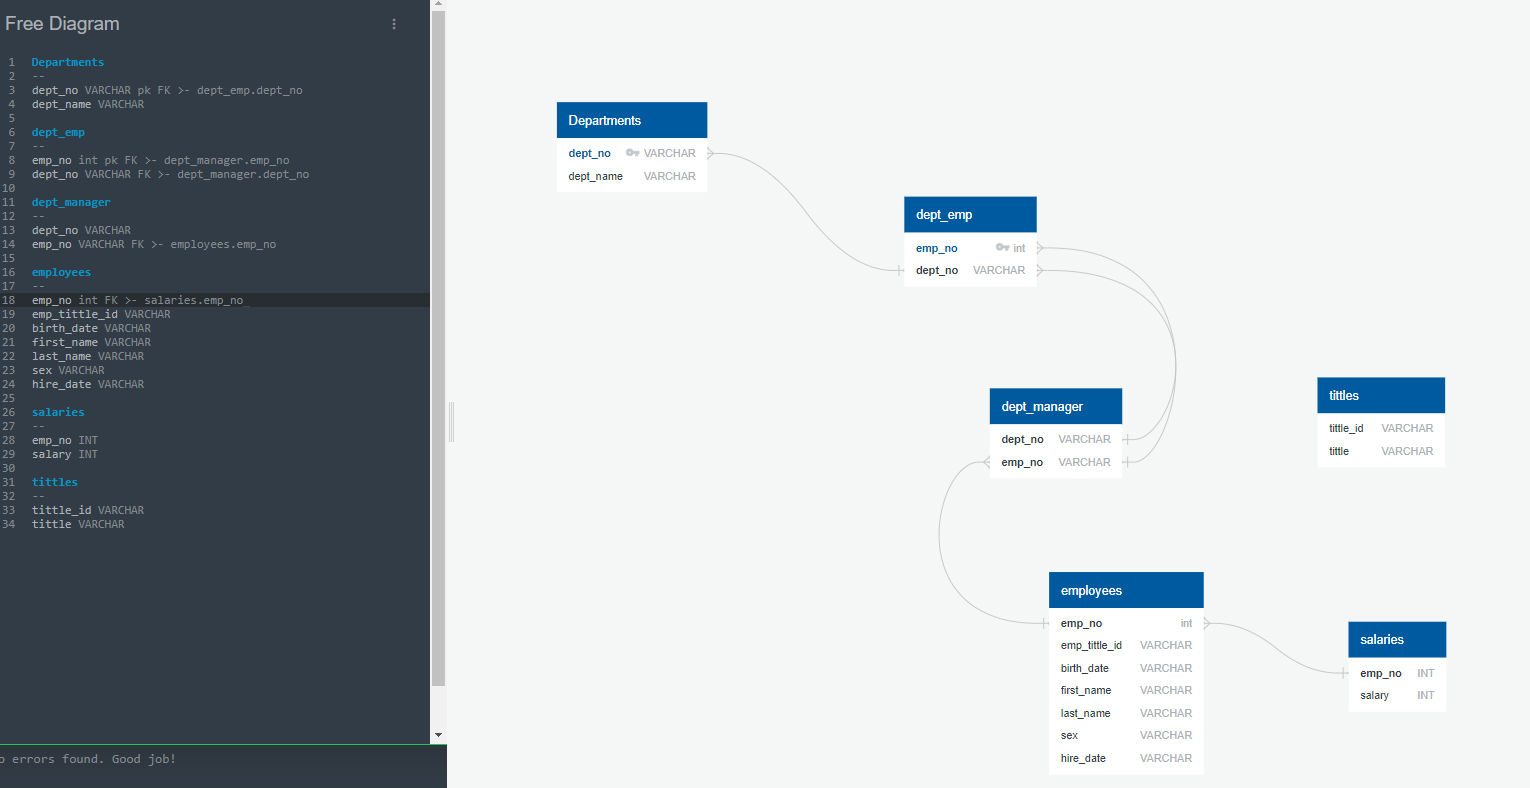 Free Diagram
1 Departments
2 --
3 dept_no VARCHAR pk FK >- dept_emp.dept_no
4 dept_name VARCHAR
5
6 dept_emp
7 --
8 emp_no int pk FK >- dept_manager.emp_no
9 dept_no VARCHAR FK >- dept_manager.dept_no
10
11 dept_manager
12 --
13 dept_no VARCHAR
14 emp_no VARCHAR FK >- employees.emp_no
15
16 employees
17 --
18 emp_no int FK >- salaries.emp_no
19 emp_tittle_id VARCHAR
20 birth_date VARCHAR
21 first_name VARCHAR
22 last_name VARCHAR
23 sex VARCHAR
24 hire_date VARCHAR
25
26 salaries
27 --
28 emp_no INT
29 salary INT
30
31 tittles
32 --
33 tittle_id VARCHAR
34 tittle VARCHAR
o errors found. Good job!
Departments
dept_no VARCHAR
dept_name VARCHAR
dept_emp
emp_no int
dept_no VARCHAR
dept_manager
dept_no VARCHAR
emp_no VARCHAR
tittles
tittle_id VARCHAR
tittle VARCHAR
employees
emp_no int
emp_tittle_id VARCHAR
birth_date VARCHAR
first_name VARCHAR
last_name VARCHAR
sex VARCHAR
hire_date VARCHAR
salaries
emp_no INT
salary INT